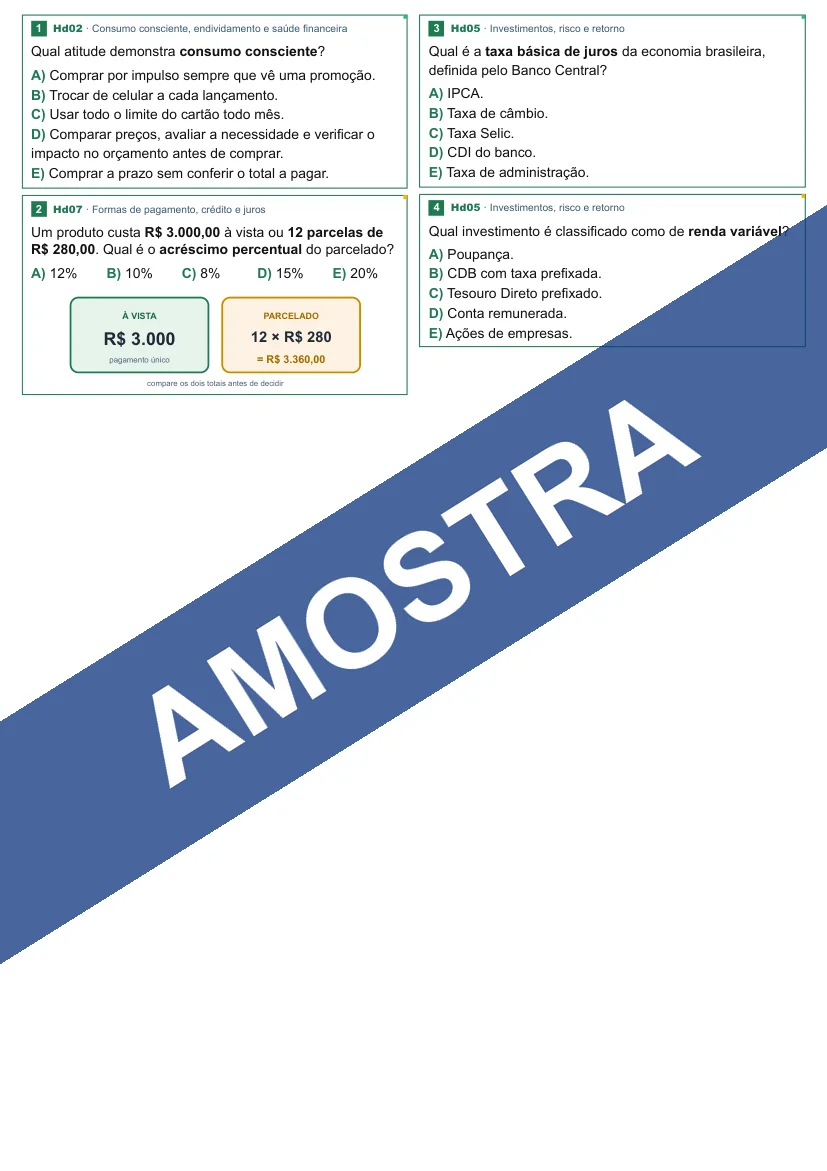 1 Hd02 · Consumo consciente, endividamento e saúde financeira
Qual atitude demonstra consumo consciente?
A) Comprar por impulso sempre que vê uma promoção.
B) Trocar de celular a cada lançamento.
C) Usar todo o limite do cartão todo mês.
D) Comparar preços, avaliar a necessidade e verificar o
impacto no orçamento antes de comprar.
E) Comprar a prazo sem conferir o total a pagar.
2 Hd07 · Formas de pagamento, crédito e juros
Um produto custa R$ 3.000,00 à vista ou 12 parcelas de
R$ 280,00. Qual é o acréscimo percentual do parcelado?
A) 12% B) 10% C) 8% D) 15% E) 20%
À VISTA
R$ 3.000
pagamento único
PARCELADO
12 × R$ 280
= R$ 3.360,00
compare os dois totais antes de decidir
3 Hd05 · Investimentos, risco e retorno
Qual é a taxa básica de juros da economia brasileira,
definida pelo Banco Central?
A) IPCA.
B) Taxa de câmbio.
C) Taxa Selic.
D) CDI do banco.
E) Taxa de administração.
4 Hd05 · Investimentos, risco e retorno
Qual investimento é classificado como de renda variável?
A) Poupança.
B) CDB com taxa prefixada.
C) Tesouro Direto prefixado.
D) Conta remunerada.
E) Ações de empresas.
AMOSTRA